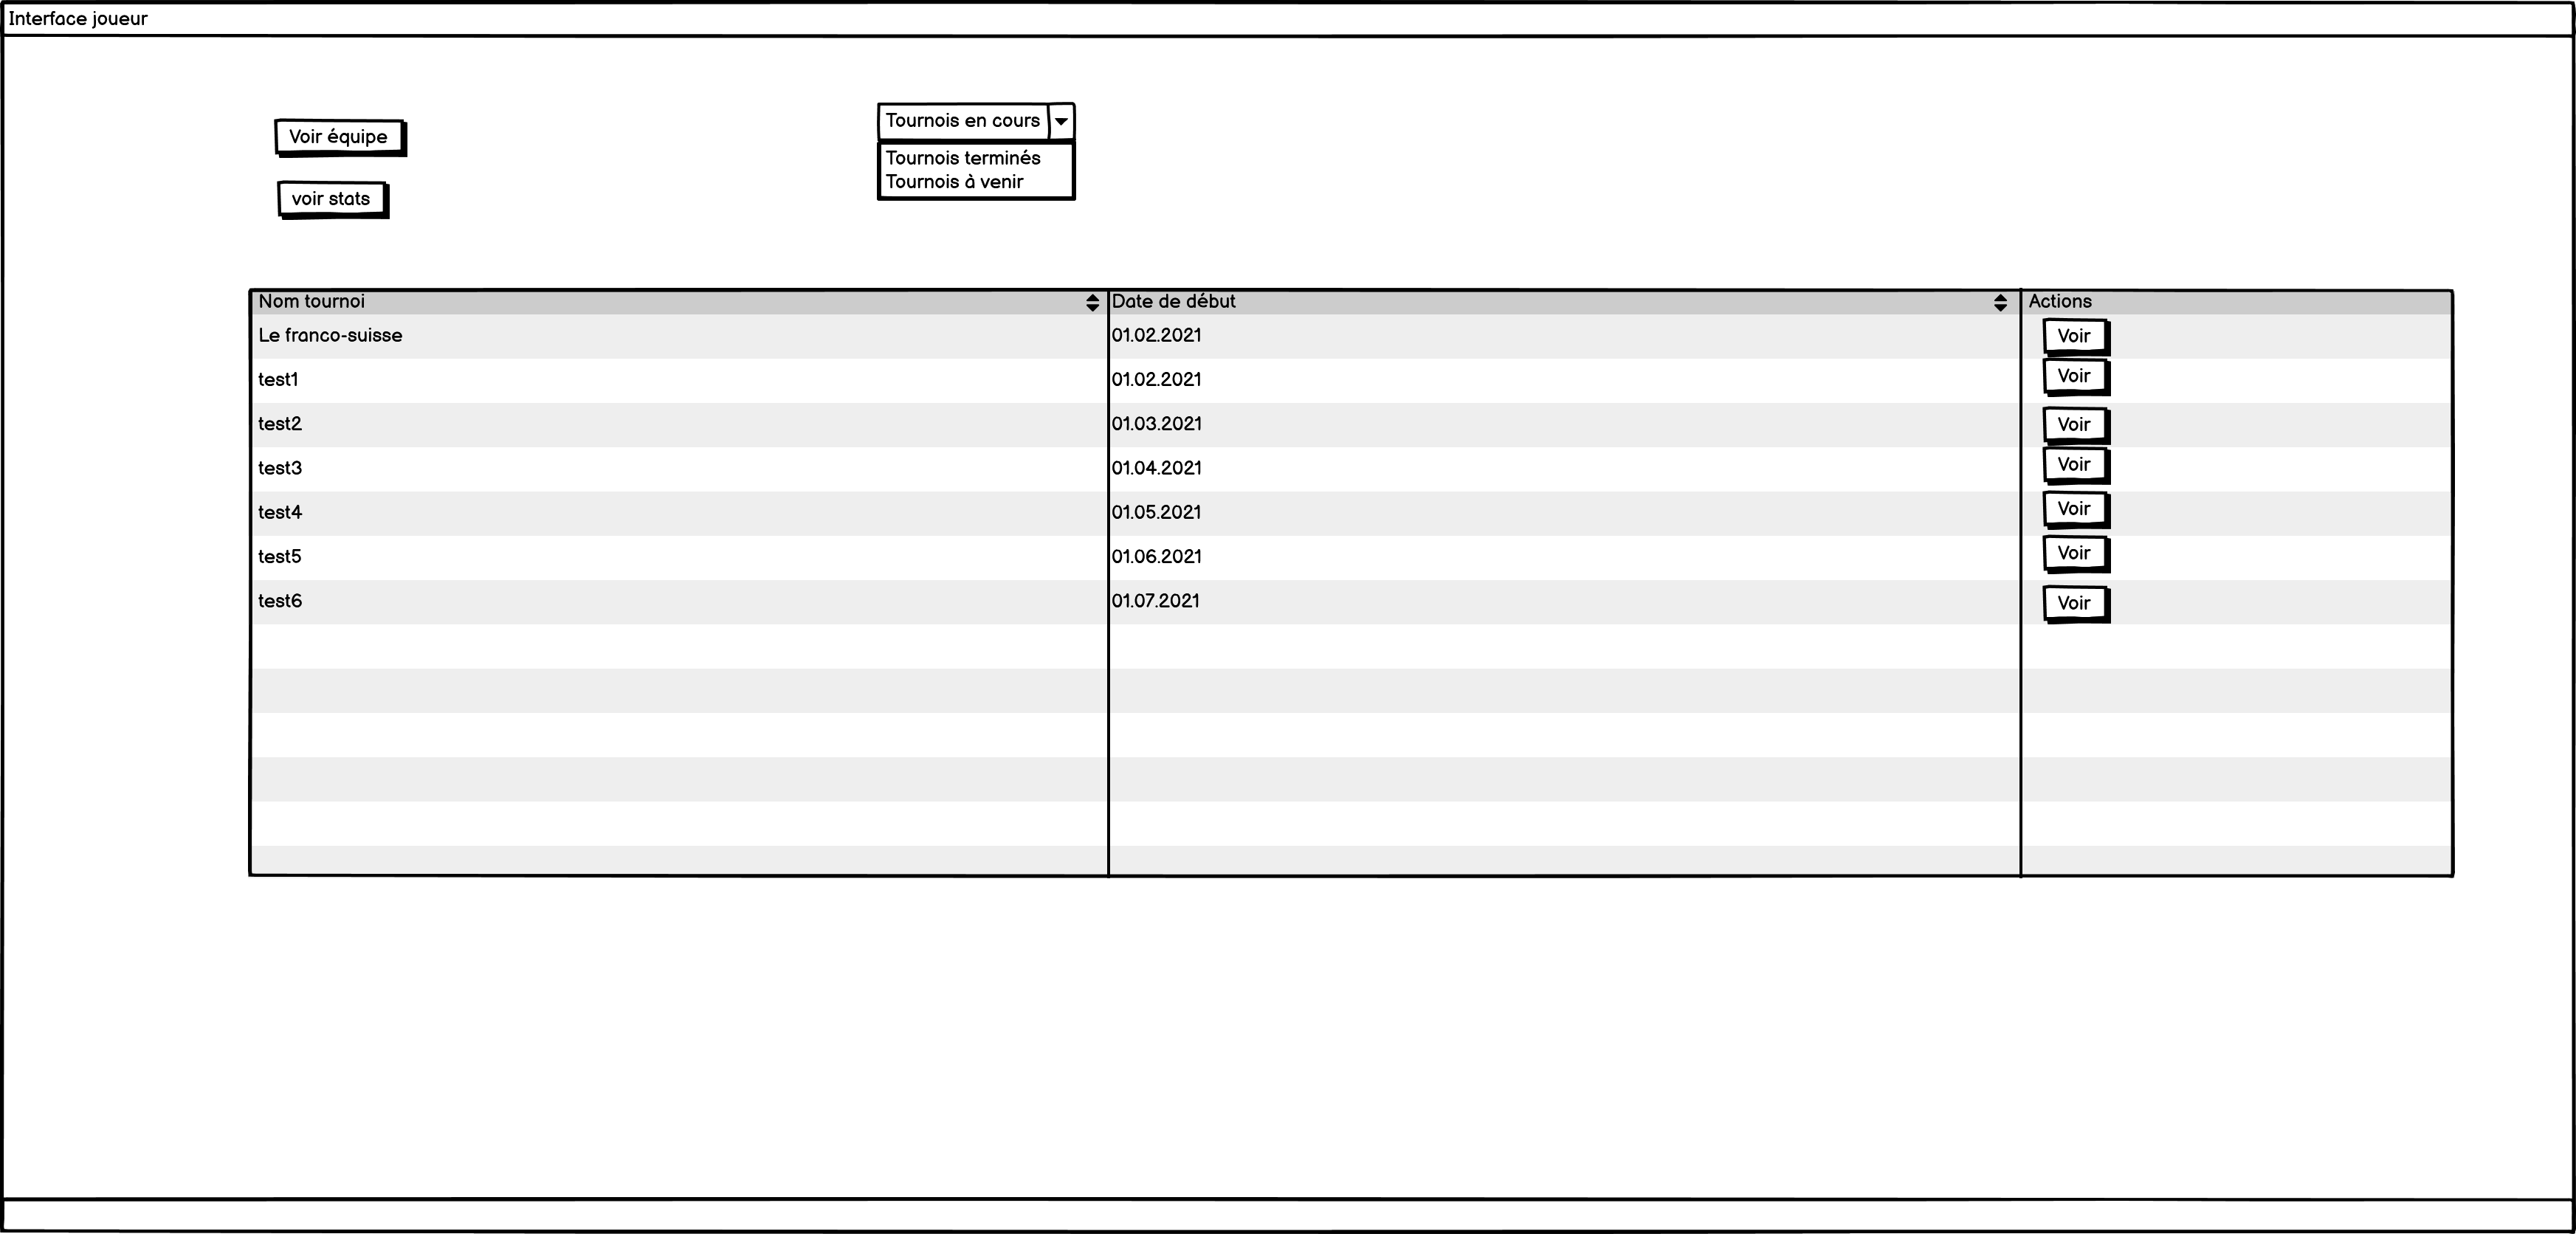 Interface joueur
Voir équipe
voir stats
Tournois en cours
Tournois terminés
Tournois à venir
Nom tournoi Date de début Actions
Le franco-suisse 01.02.2021 Voir
test1 01.02.2021 Voir
test2 01.03.2021 Voir
test3 01.04.2021 Voir
test4 01.05.2021 Voir
test5 01.06.2021 Voir
test6 01.07.2021 Voir